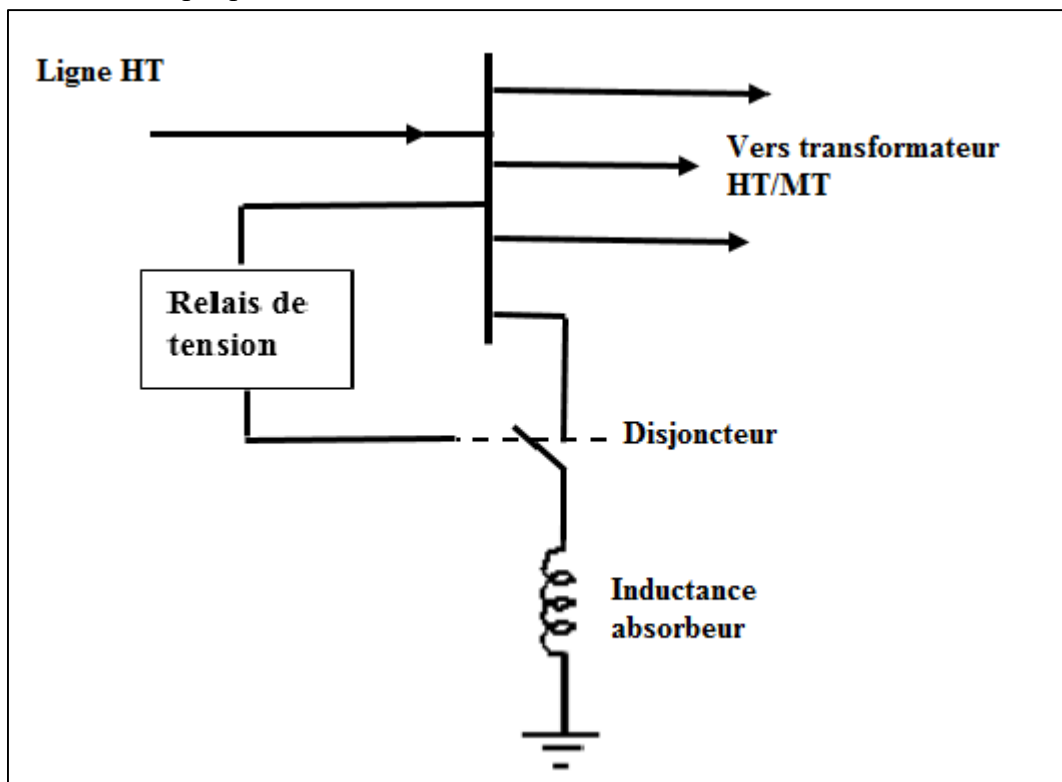 Ligne HT
Vers transformateur
HT/MT
Relais de
tension
Disjoncteur
Inductance
absorbeur